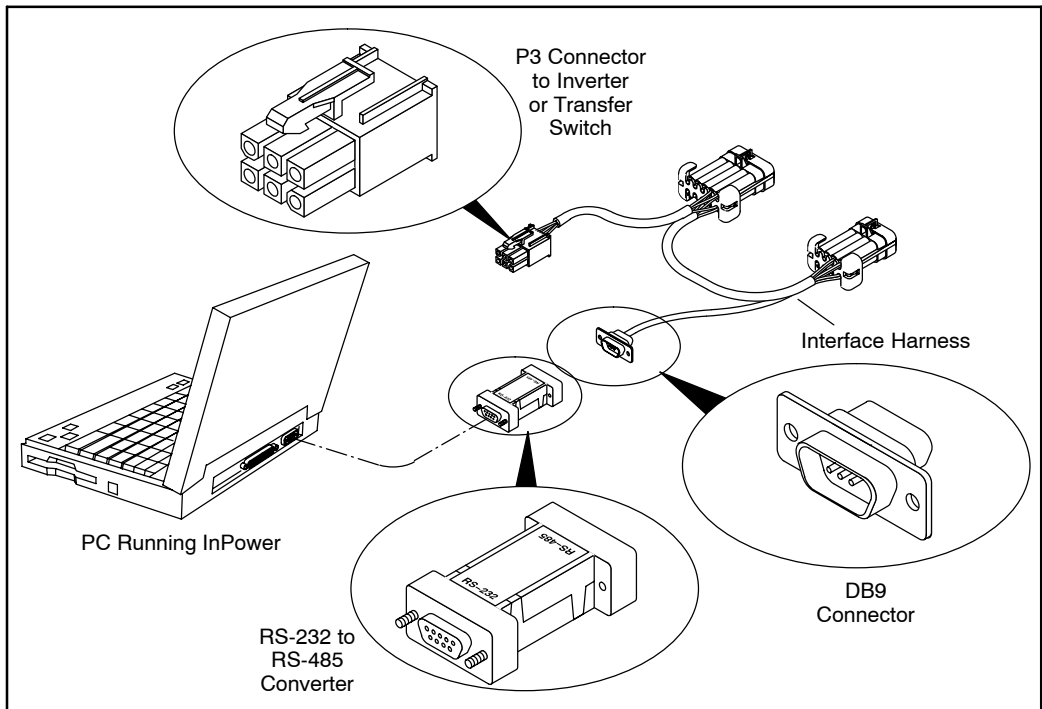 P3 Connector
to Inverter
or Transfer
Switch
Interface Harness
PC Running InPower
RS-485
RS-232
DB9
Connector
RS-232 to
RS-485
Converter